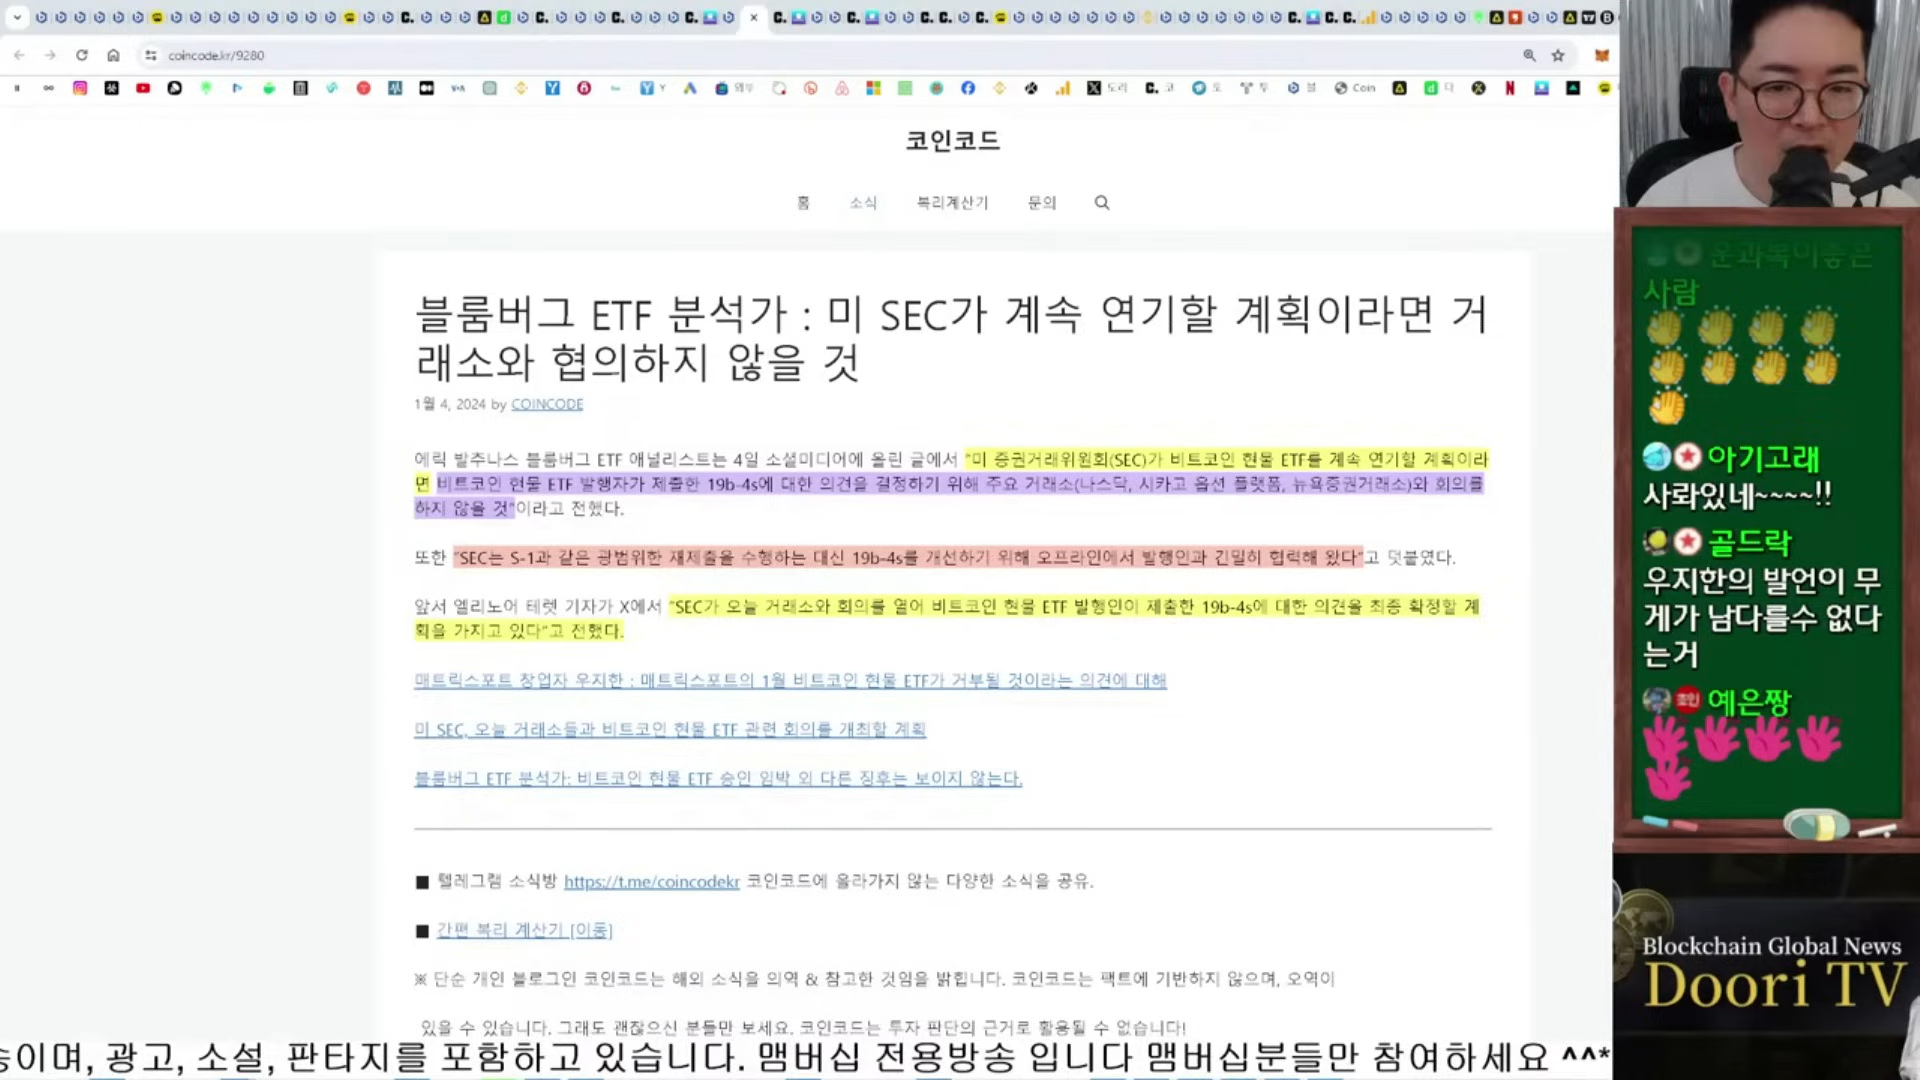 coincode.kr/9280
외부
도리
코
토
두
블
Coin
다
코인코드
홈 소식 복리계산기 문의
블룸버그 ETF 분석가 : 미 SEC가 계속 연기할 계획이라면 거
래소와 협의하지 않을 것
1월 4, 2024 by COINCODE
에릭 발추나스 블룸버그 ETF 애널리스트는 4일 소셜미디어에 올린 글에서 "미 증권거래위원회(SEC)가 비트코인 현물 ETF를 계속 연기할 계획이라
면 비트코인 현물 ETF 발행자가 제출한 19b-4s에 대한 의견을 결정하기 위해 주요 거래소(나스닥, 시카고 옵션 플랫폼, 뉴욕증권거래소)와 회의를
하지 않을 것"이라고 전했다.
또한 "SEC는 S-1과 같은 광범위한 재제출을 수행하는 대신 19b-4s를 개선하기 위해 오프라인에서 발행인과 긴밀히 협력해 왔다"고 덧붙였다.
앞서 엘리노어 테렛 기자가 X에서 "SEC가 오늘 거래소와 회의를 열어 비트코인 현물 ETF 발행인이 제출한 19b-4s에 대한 의견을 최종 확정할 계
획을 가지고 있다"고 전했다.
매트릭스포트 창업자 우지한 : 매트릭스포트의 1월 비트코인 현물 ETF가 거부될 것이라는 의견에 대해
미 SEC, 오늘 거래소들과 비트코인 현물 ETF 관련 회의를 개최할 계획
블룸버그 ETF 분석가: 비트코인 현물 ETF 승인 임박 외 다른 징후는 보이지 않는다.
■ 텔레그램 소식방 https://t.me/coincodekr 코인코드에 올라가지 않는 다양한 소식을 공유.
■ 간편 복리 계산기 [이동]
※ 단순 개인 블로그인 코인코드는 해외 소식을 의역 & 참고한 것임을 밝힙니다. 코인코드는 팩트에 기반하지 않으며, 오역이
있을 수 있습니다. 그래도 괜찮으신 분들만 보세요. 코인코드는 투자 판단의 근거로 활용될 수 없습니다!
이며, 광고, 소설, 판타지를 포함하고 있습니다. 맴버십 전용방송 입니다 맴버십분들만 참여하세요 ^^*
운과복이좋은
사람
아기고래
사롸있네~~~~!!
골드락
우지한의 발언이 무
게가 남다를수 없다
는거
예은짱
Blockchain Global News
Doori TV